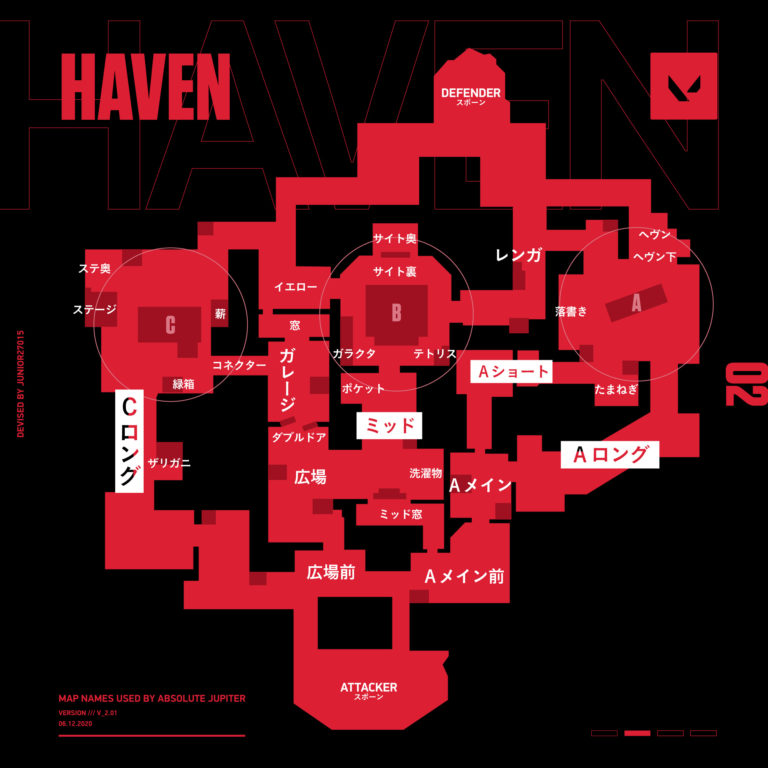 HAVEN
HAVEN
DEFENDER
スポーン
サイト奥
ヘヴン
レンガ
ヘヴン下
ステ奥
サイト裏
イエロー
ステージ
薪
C
B
A
落書き
窓
ガラクタ
テトリス
コネクター
ガレージ
Aショート
緑箱
ポケット
たまねぎ
Cロング
ミッド
ダブルドア
Aロング
ザリガニ
広場
洗濯物
Aメイン
ミッド窓
広場前
Aメイン前
ATTACKER
スポーン
DEVISED BY JUNIOR27015
02
MAP NAMES USED BY ABSOLUTE JUPITER
VERSION /// V_2.01
06.12.2020